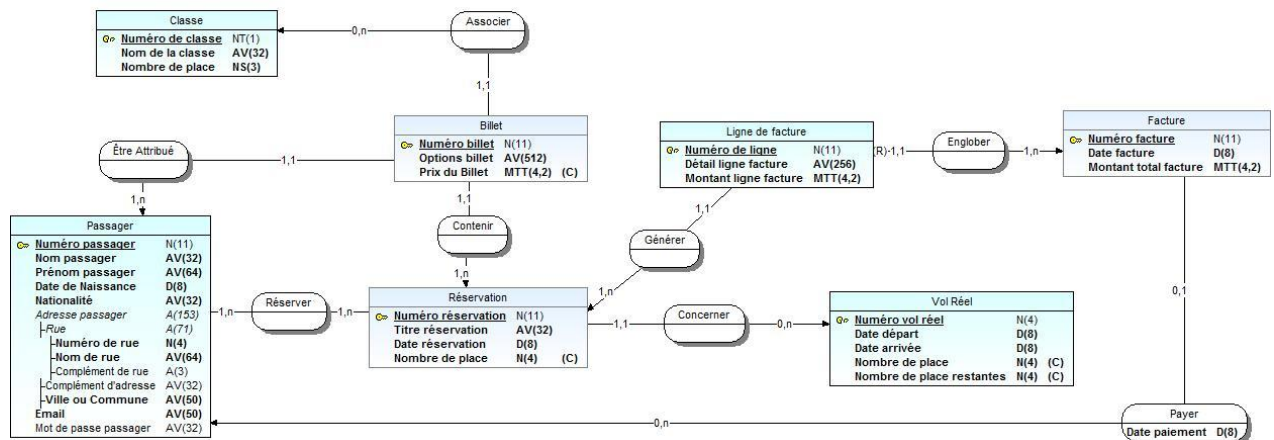 Classe
Numéro de classe NT(1)
Nom de la classe AV(32)
Nombre de place NS(3)
0,n
Associer
1,1
Billet
Numéro billet N(11)
Options billet AV(512)
Prix du Billet MTT(4,2) (C)
Être Attribué
1,1
1,n
1,1
Contenir
1,n
Ligne de facture
Numéro de ligne N(11)
Détail ligne facture AV(256)
Montant ligne facture MTT(4,2)
(R)-1,1
Englober
1,n
Facture
Numéro facture N(11)
Date facture D(8)
Montant total facture MTT(4,2)
1,1
Générer
1,n
Passager
Numéro passager N(11)
Nom passager AV(32)
Prénom passager AV(64)
Date de Naissance D(8)
Nationalité AV(32)
Adresse passager A(153)
Rue A(71)
Numéro de rue N(4)
Nom de rue AV(64)
Complément de rue A(3)
Complément d'adresse AV(32)
Ville ou Commune AV(50)
Email AV(50)
Mot de passe passager AV(32)
1,n
Réserver
1,n
Réservation
Numéro réservation N(11)
Titre réservation AV(32)
Date réservation D(8)
Nombre de place N(4) (C)
1,1
Concerner
0,n
Vol Réel
Numéro vol réel N(4)
Date départ D(8)
Date arrivée D(8)
Nombre de place N(4) (C)
Nombre de place restantes N(4) (C)
0,1
0,n
Payer
Date paiement D(8)